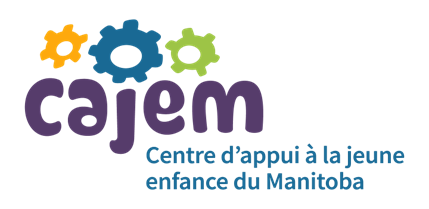 cajem
Centre d'appui à la jeune
enfance du Manitoba